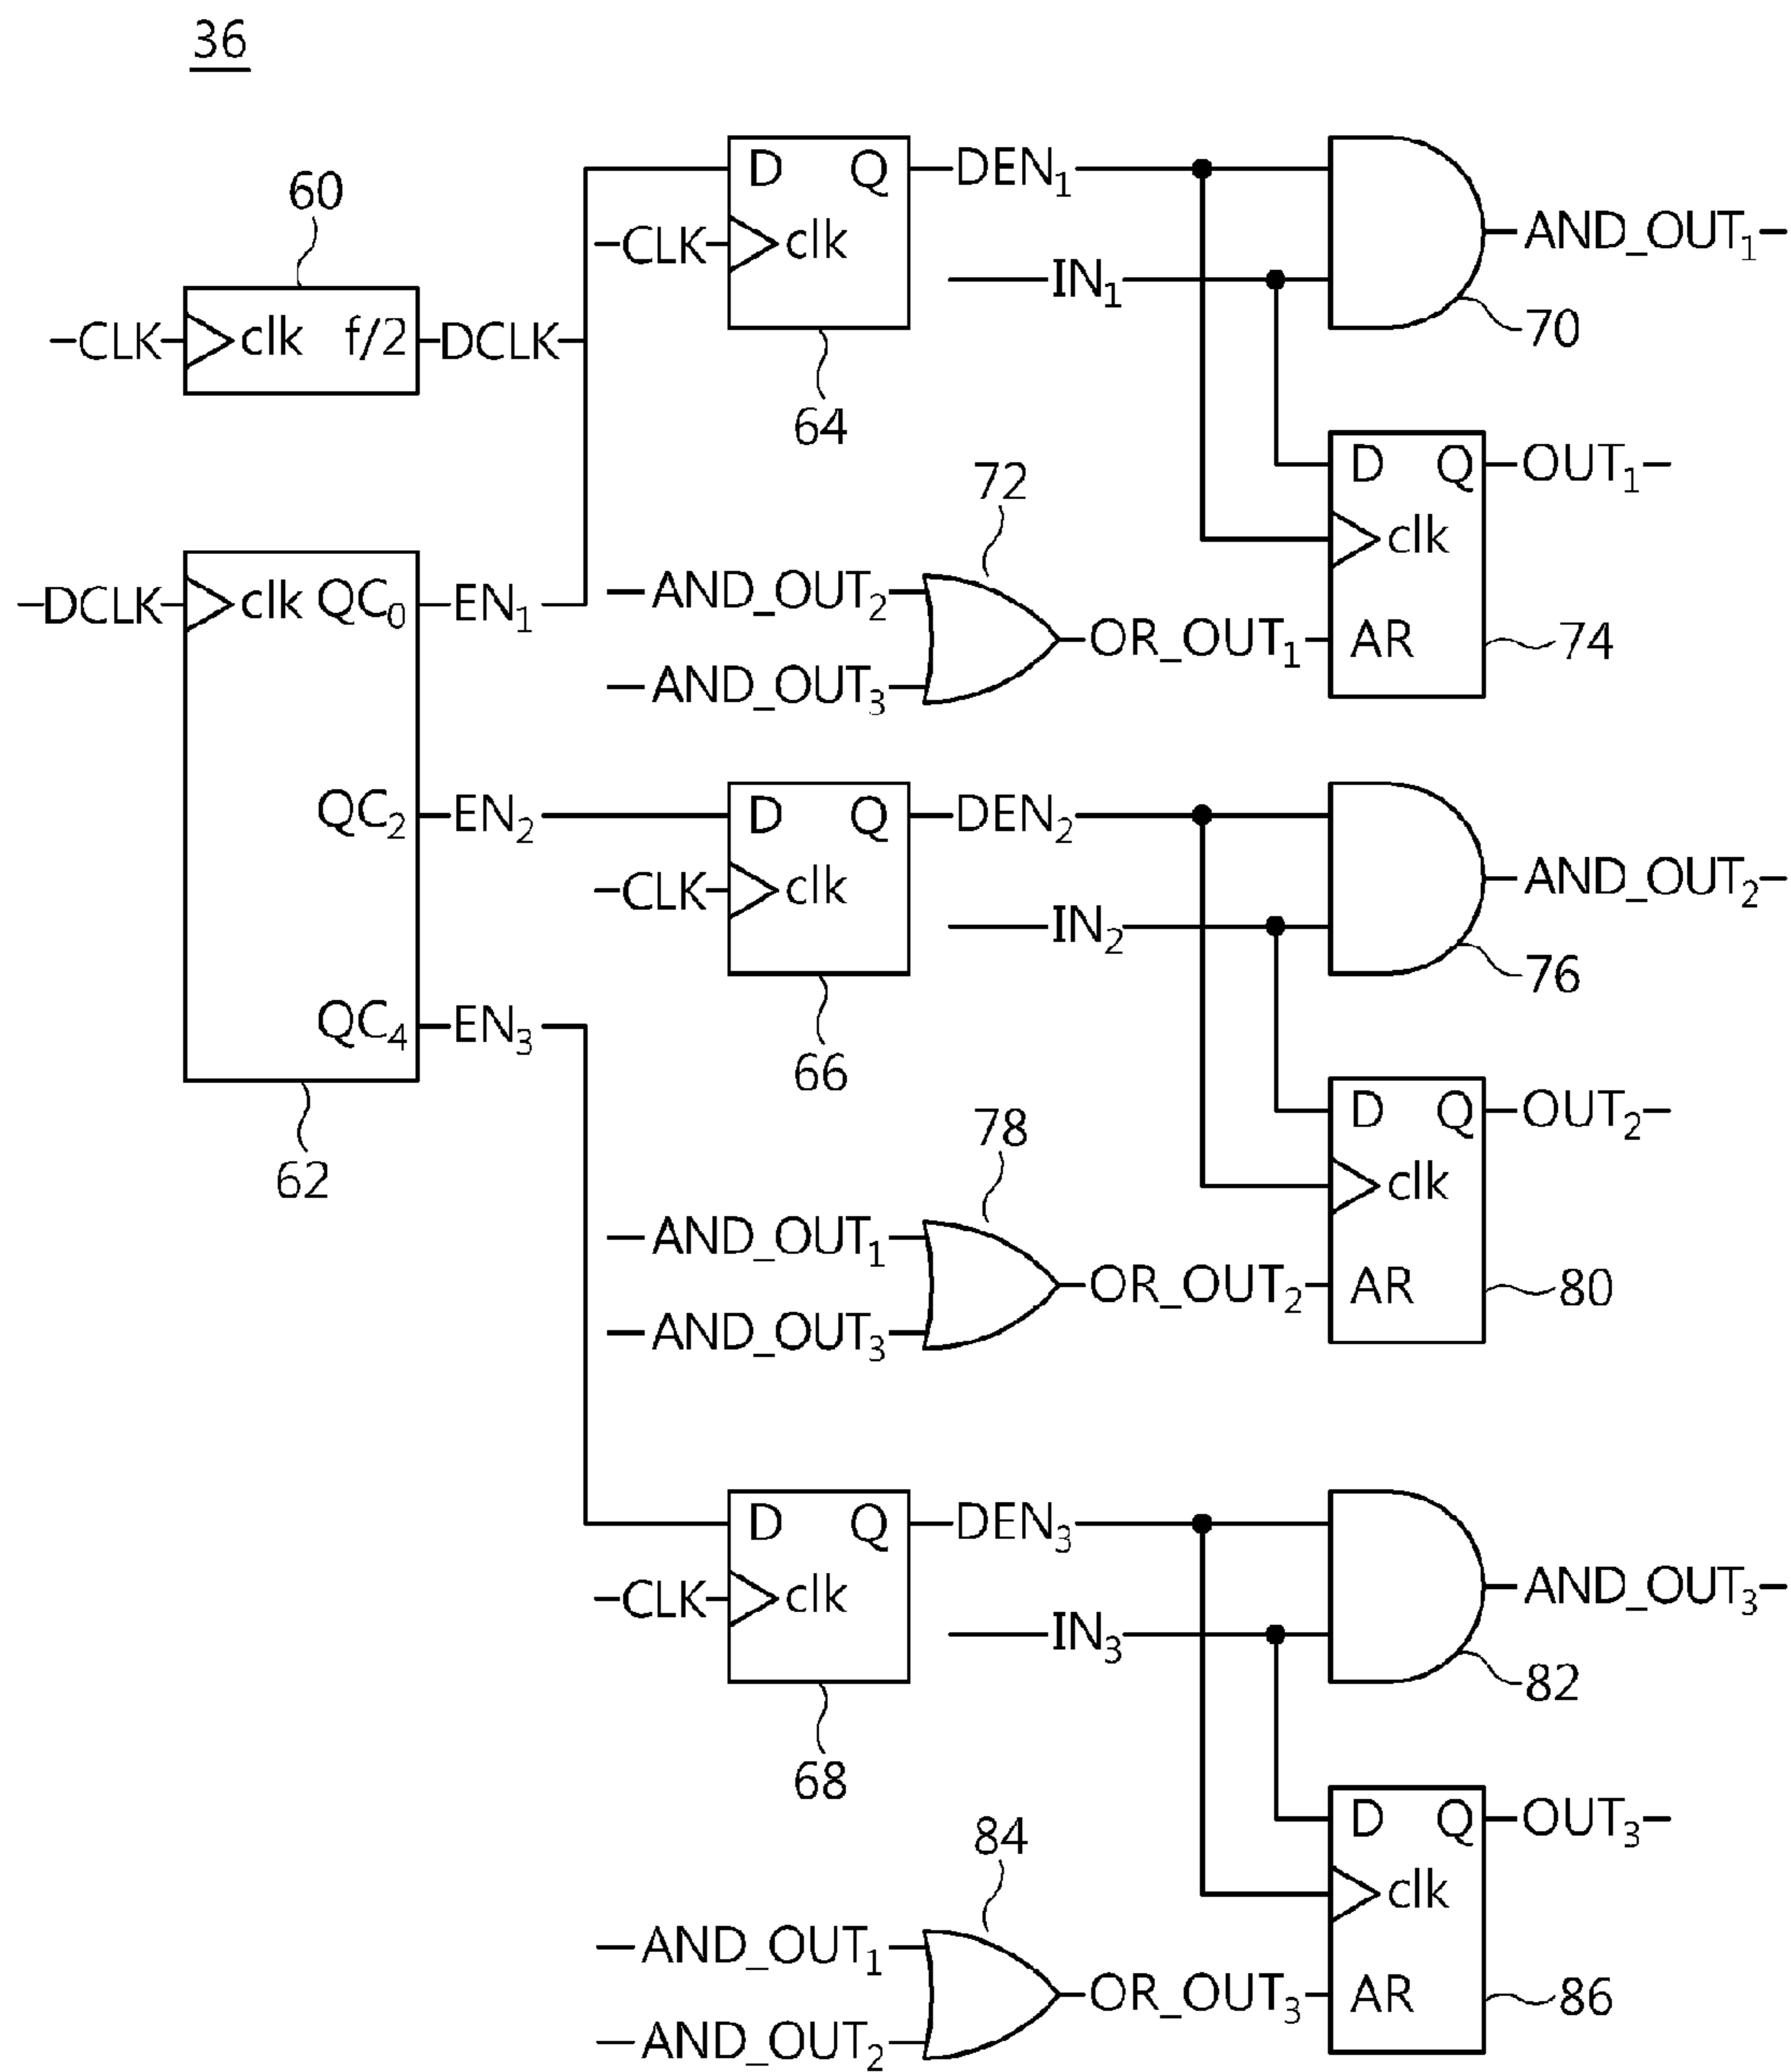 36
60
CLK clk f/2 DCLK
D Q DEN1
CLK clk
IN1
64
AND_OUT1
70
D Q OUT1
clk
AR
74
72
AND_OUT2
AND_OUT3
OR_OUT1
DCLK clk QC0 EN1
QC2 EN2
QC4 EN3
62
D Q DEN2
CLK clk
IN2
66
AND_OUT2
76
D Q OUT2
clk
AR
80
78
AND_OUT1
AND_OUT3
OR_OUT2
D Q DEN3
CLK clk
IN3
68
AND_OUT3
82
D Q OUT3
clk
AR
86
84
AND_OUT1
AND_OUT2
OR_OUT3